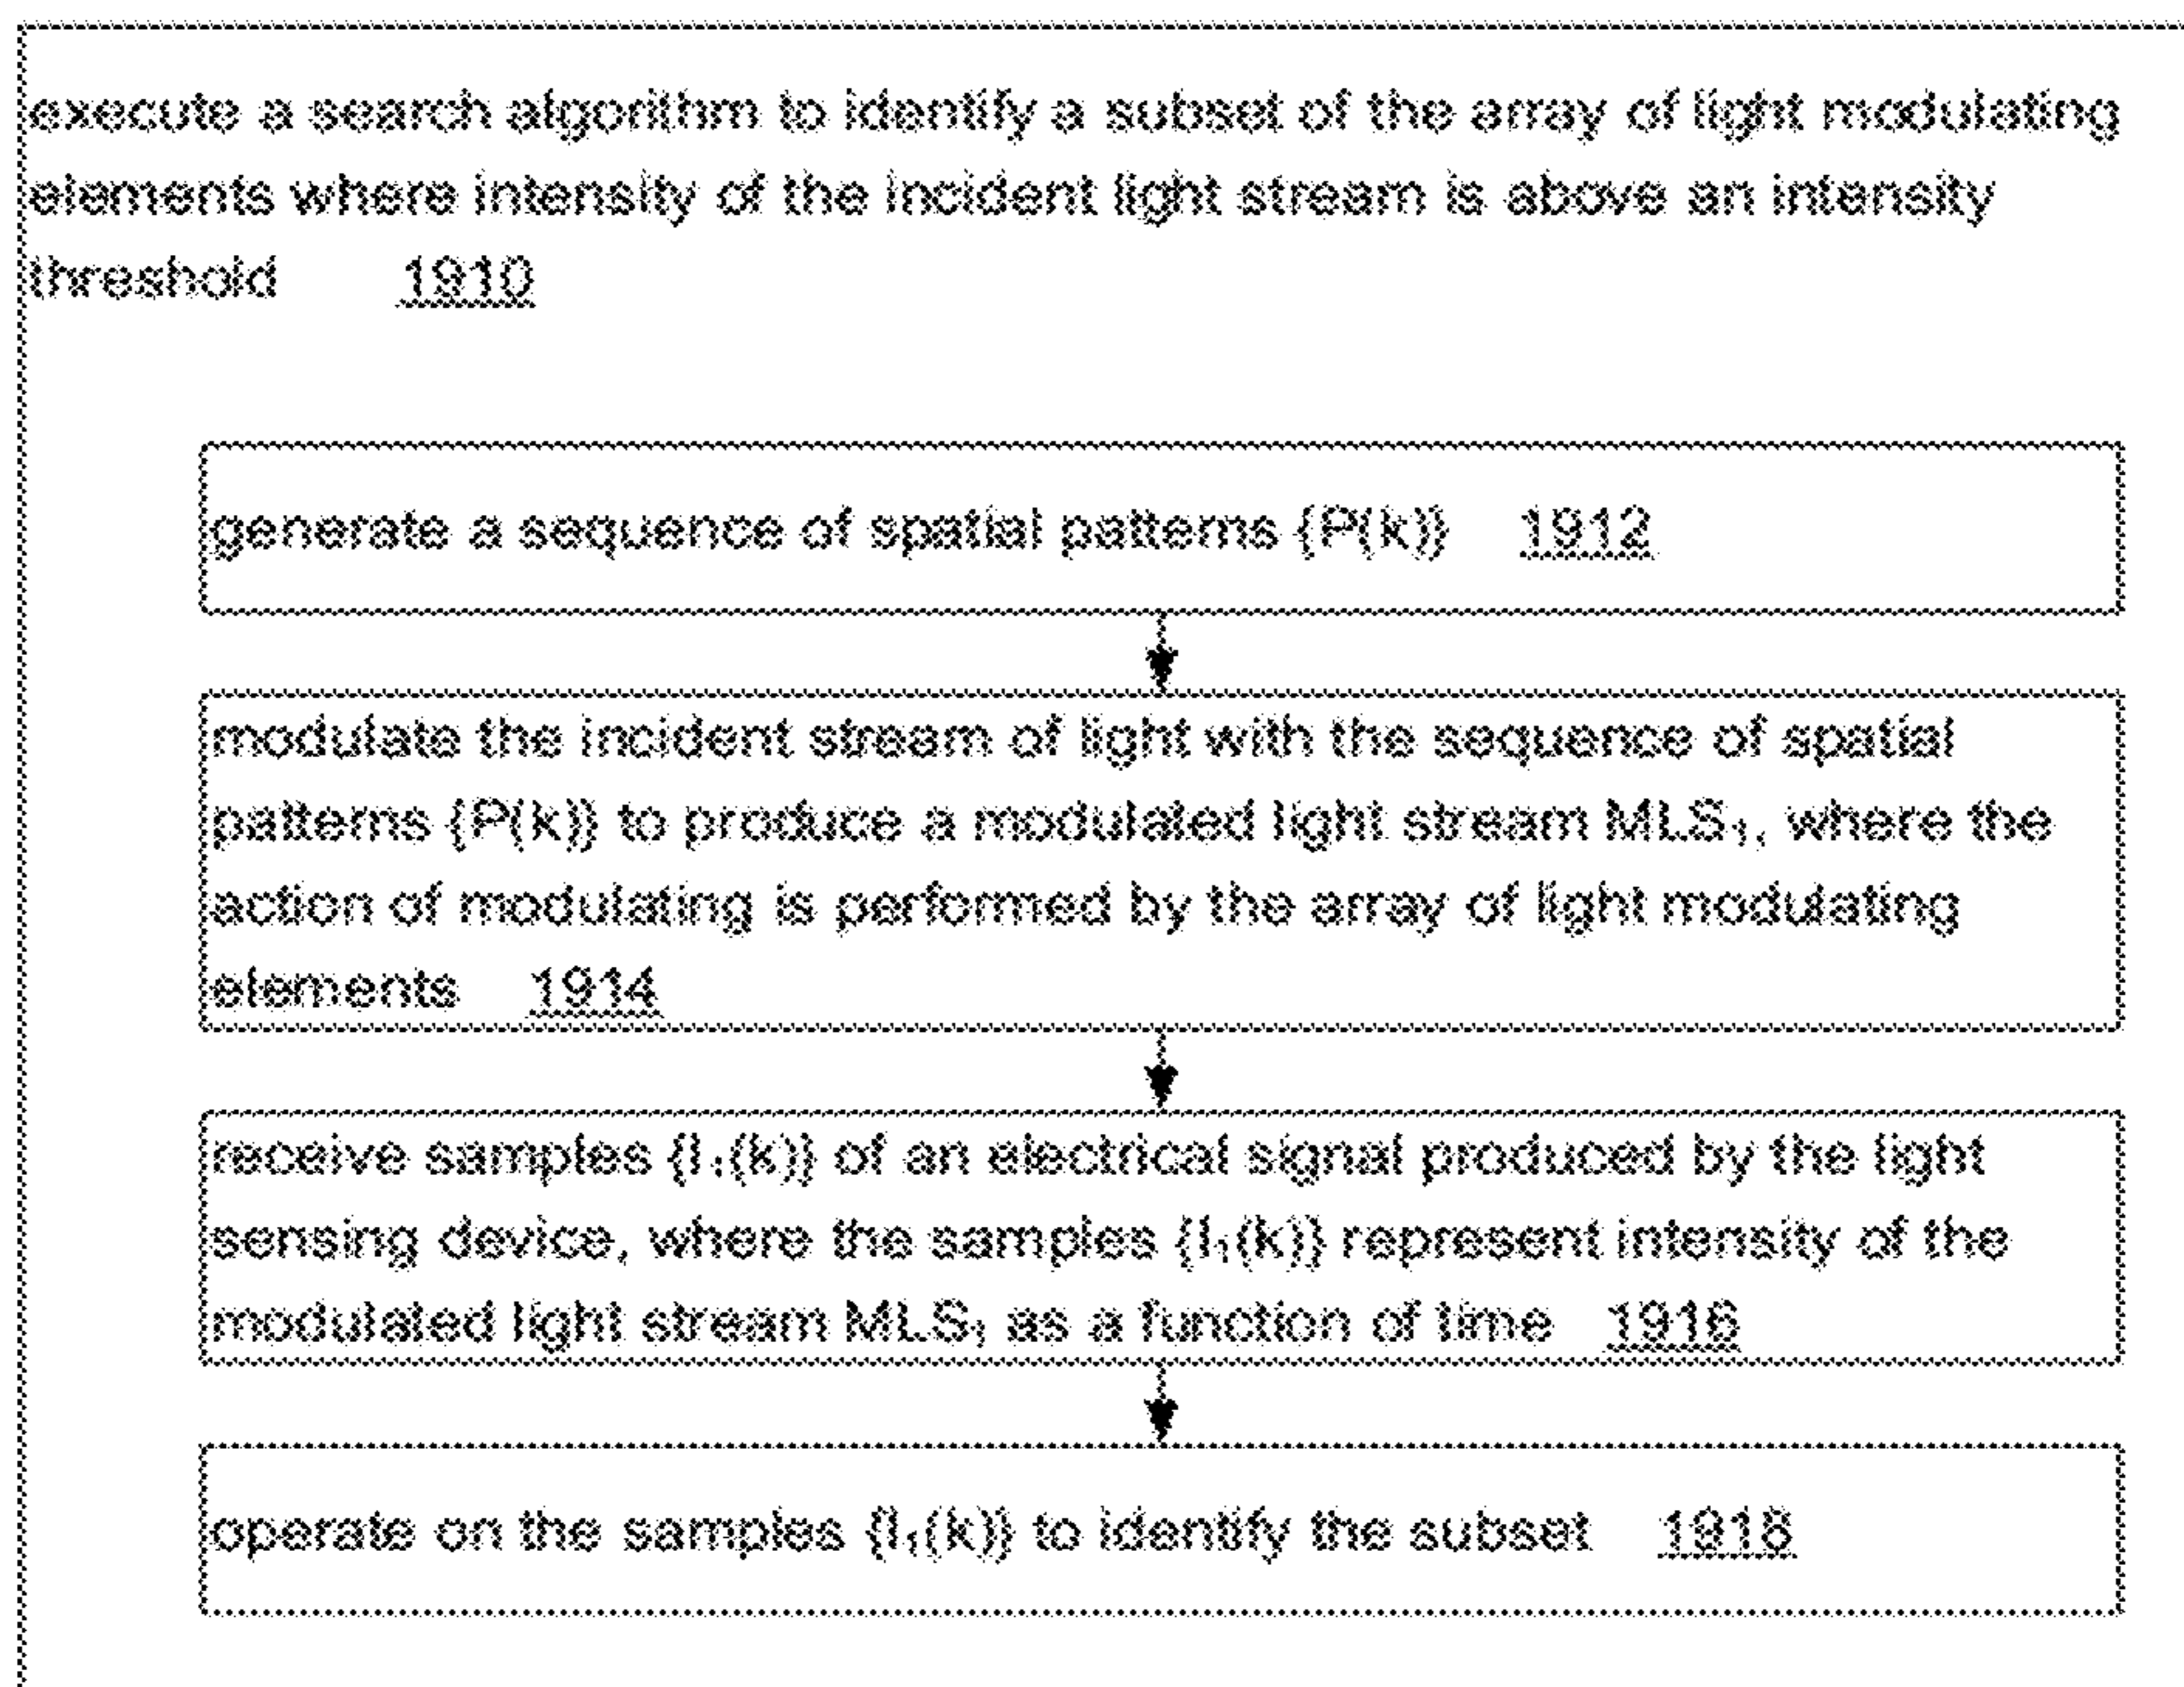 execute a search algorithm to identify a subset of the array of light modulating
elements where intensity of the incident light stream is above an intensity
threshold 1910
generate a sequence of spatial patterns {P(k)} 1912
modulate the incident stream of light with the sequence of spatial
patterns {P(k)} to produce a modulated light stream MLS₁, where the
action of modulating is performed by the array of light modulating
elements 1914
receive samples {I₁(k)} of an electrical signal produced by the light
sensing device, where the samples {I₁(k)} represent intensity of the
modulated light stream MLS₁ as a function of time 1916
operate on the samples {I₁(k)} to identify the subset 1918